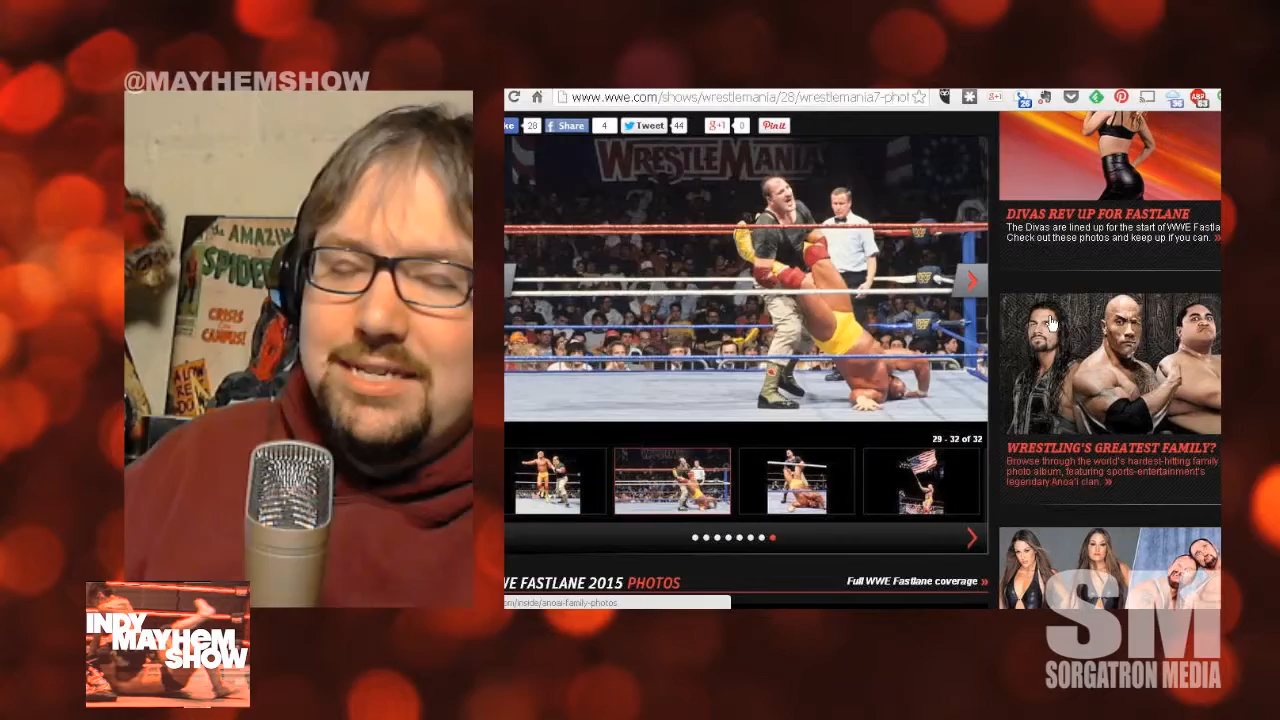 @MAYHEMSHOW
www.wwe.com/shows/wrestlemania/28/wrestlemania7-phot
28 Share 4 Tweet 44 g+1 0 Pinit
WRESTLEMANIA
DIVAS REV UP FOR FASTLANE
The Divas are lined up for the start of WWE Fastla
Check out these photos and keep up if you can. »
AMAZING
SPIDER
CRISIS
CAMPUS!
29 - 32 of 32
WRESTLING'S GREATEST FAMILY?
Browse through the world's hardest-hitting family
photo album, featuring sports-entertainment's
legendary Anoa'i clan. »
WE FASTLANE 2015 PHOTOS
Full WWE Fastlane coverage »
om/inside/anoai-family-photos
INDY
MAYHEM
SHOW
SM
SORGATRON MEDIA